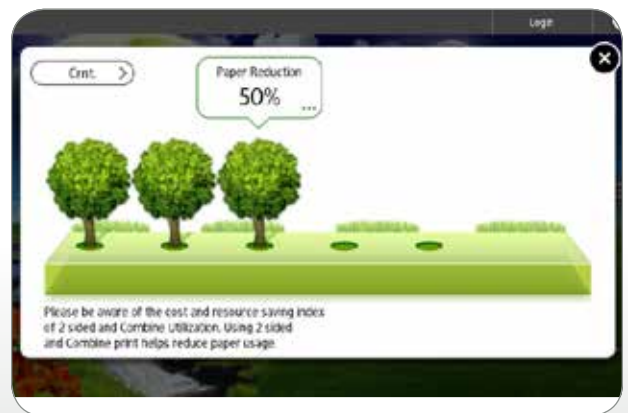 Login
Cnt.
Paper Reduction
50%
...
Please be aware of the cost and resource saving index
of 2 sided and Combine Utilization. Using 2 sided
and Combine print helps reduce paper usage